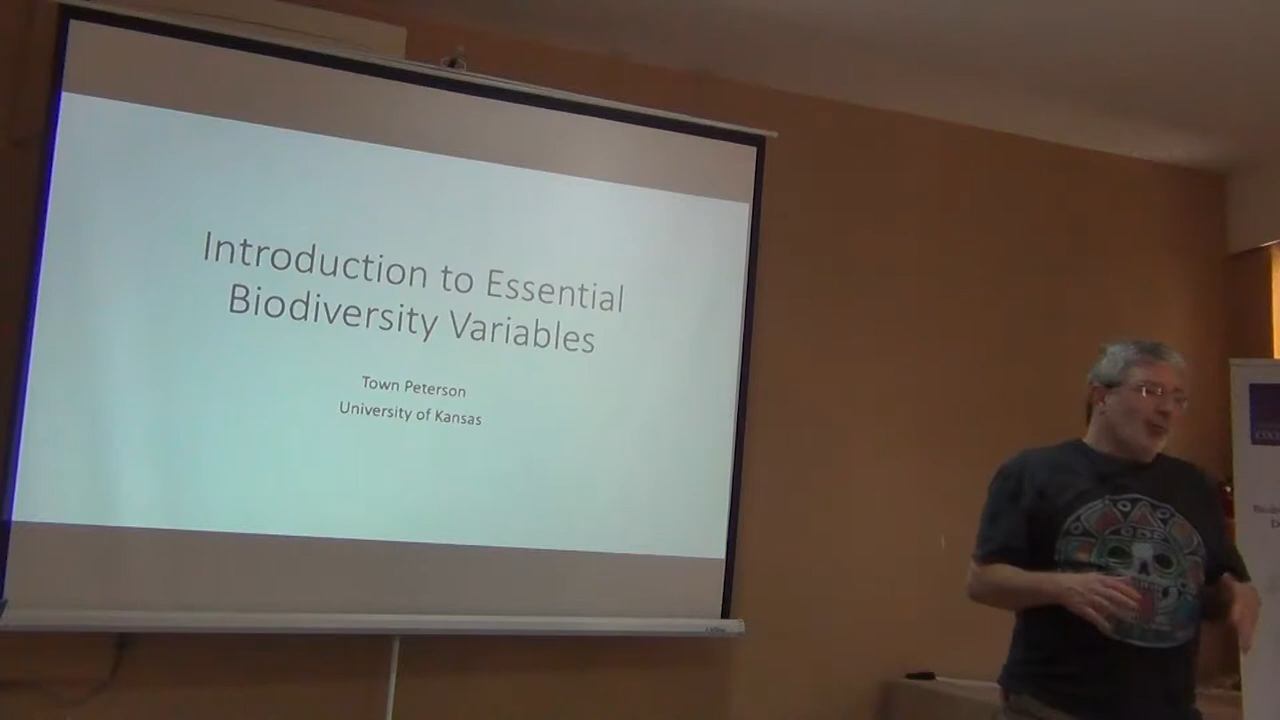 Introduction to Essential
Biodiversity Variables
Town Peterson
University of Kansas